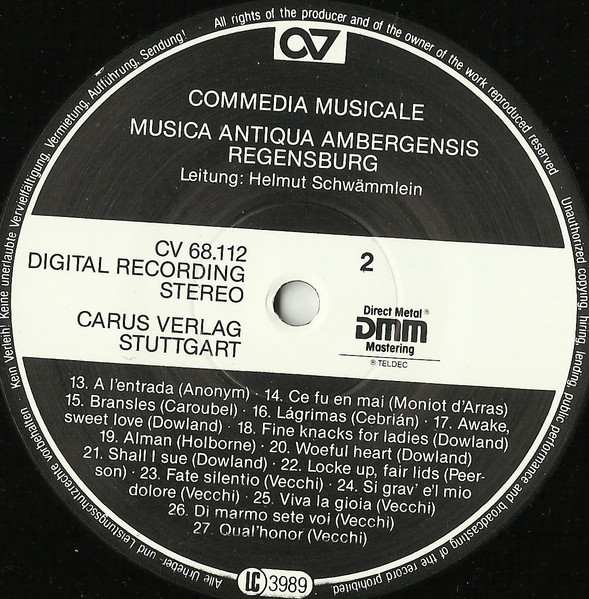 All rights of the producer and of the owner of the work reproduced reserved · Unauthorized copying, hiring, lending, public performance and broadcasting of the record prohibited
CV
COMMEDIA MUSICALE
MUSICA ANTIQUA AMBERGENSIS
REGENSBURG
Leitung: Helmut Schwämmlein
CV 68.112
DIGITAL RECORDING
STEREO
CARUS VERLAG
STUTTGART
2
Direct Metal®
DMM
Mastering
® TELDEC
13. A l'entrada (Anonym) · 14. Ce fu en mai (Moniot d'Arras)
15. Bransles (Caroubel) · 16. Lágrimas (Cebrián) · 17. Awake,
sweet love (Dowland) · 18. Fine knacks for ladies (Dowland)
19. Alman (Holborne) · 20. Woeful heart (Dowland)
21. Shall I sue (Dowland) · 22. Locke up, fair lids (Peer-
son) · 23. Fate silentio (Vecchi) · 24. Si grav' e'l mio
dolore (Vecchi) · 25. Viva la gioia (Vecchi)
26. Di marmo sete voi (Vecchi)
27. Qual'honor (Vecchi)
LC 3989
Alle Urheber- und Leistungsschutzrechte vorbehalten · Kein Verleih! Keine unerlaubte Vervielfältigung, Vermietung, Aufführung, Sendung!